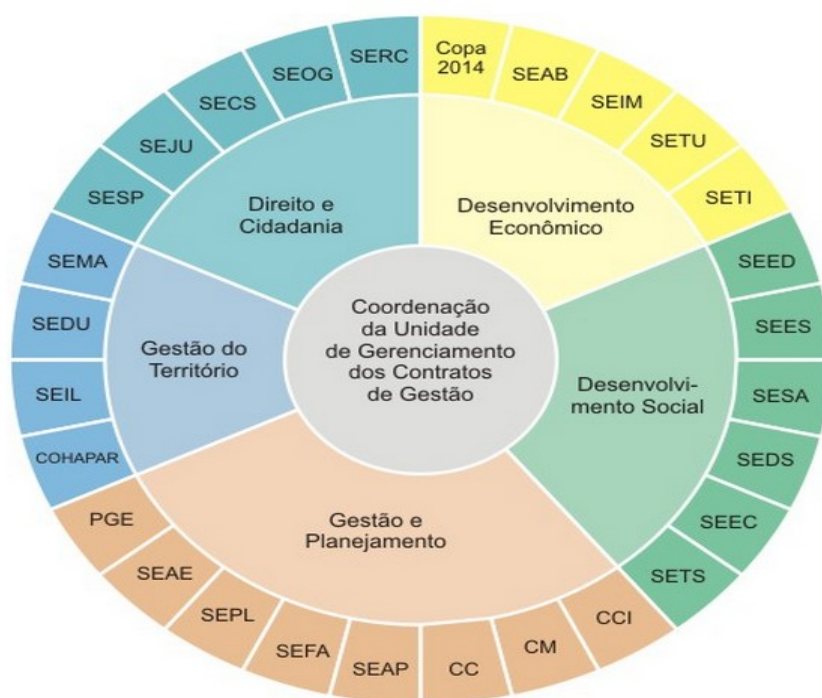 Coordenação
da Unidade
de Gerenciamento
dos Contratos
de Gestão
Desenvolvimento
Econômico
Copa
2014
SEAB
SEIM
SETU
SETI
Desenvolvi-
mento Social
SEED
SEES
SESA
SEDS
SEEC
SETS
Gestão e
Planejamento
CCI
CM
CC
SEAP
SEFA
SEPL
SEAE
PGE
Gestão do
Território
COHAPAR
SEIL
SEDU
SEMA
Direito e
Cidadania
SESP
SEJU
SECS
SEOG
SERC